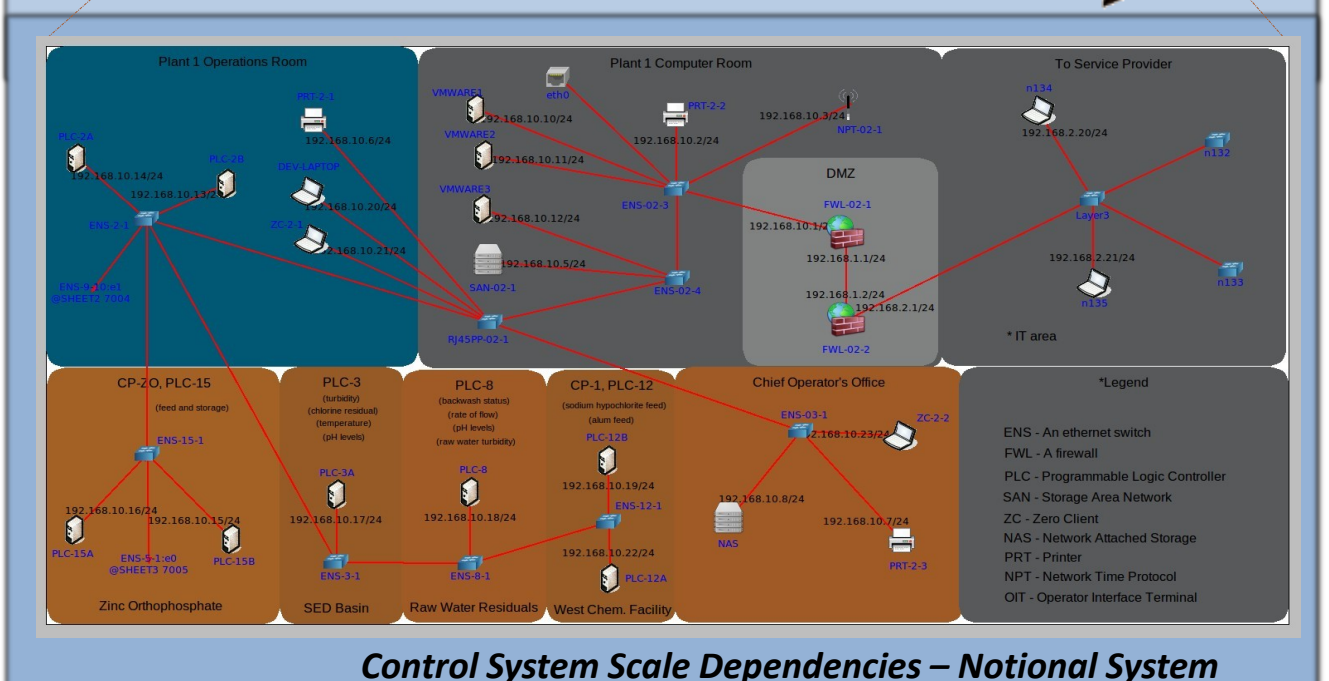 Plant 1 Operations Room
PRT-2-1
192.168.10.6/24
PLC-2A
192.168.10.14/24
PLC-2B
192.168.10.13/24
DEV-LAPTOP
192.168.10.20/24
ENS-2-1
ZC-2-1
192.168.10.21/24
ENS-9-10:e1
@SHEET2 7004
Plant 1 Computer Room
VMWARE1
eth0
192.168.10.10/24
PRT-2-2
192.168.10.3/24
NPT-02-1
VMWARE2
192.168.10.2/24
192.168.10.11/24
VMWARE3
ENS-02-3
192.168.10.12/24
192.168.10.5/24
SAN-02-1
ENS-02-4
RJ45PP-02-1
DMZ
FWL-02-1
192.168.10.1/2
192.168.1.1/24
192.168.1.2/24
192.168.2.1/24
FWL-02-2
To Service Provider
n134
192.168.2.20/24
n132
Layer3
192.168.2.21/24
n133
n135
* IT area
CP-ZO, PLC-15
(feed and storage)
ENS-15-1
192.168.10.16/24
192.168.10.15/24
PLC-15A
ENS-5-1:e0
@SHEET3 7005
PLC-15B
Zinc Orthophosphate
PLC-3
(turbidity)
(chlorine residual)
(temperature)
(pH levels)
PLC-3A
192.168.10.17/24
ENS-3-1
SED Basin
PLC-8
(backwash status)
(rate of flow)
(pH levels)
(raw water turbidity)
PLC-8
192.168.10.18/24
ENS-8-1
Raw Water Residuals
CP-1, PLC-12
(sodium hypochlorite feed)
(alum feed)
PLC-12B
192.168.10.19/24
ENS-12-1
192.168.10.22/24
PLC-12A
West Chem. Facility
Chief Operator's Office
ENS-03-1
ZC-2-2
192.168.10.23/24
192.168.10.8/24
192.168.10.7/24
NAS
PRT-2-3
*Legend
ENS - An ethernet switch
FWL - A firewall
PLC - Programmable Logic Controller
SAN - Storage Area Network
ZC - Zero Client
NAS - Network Attached Storage
PRT - Printer
NPT - Network Time Protocol
OIT - Operator Interface Terminal
Control System Scale Dependencies – Notional System